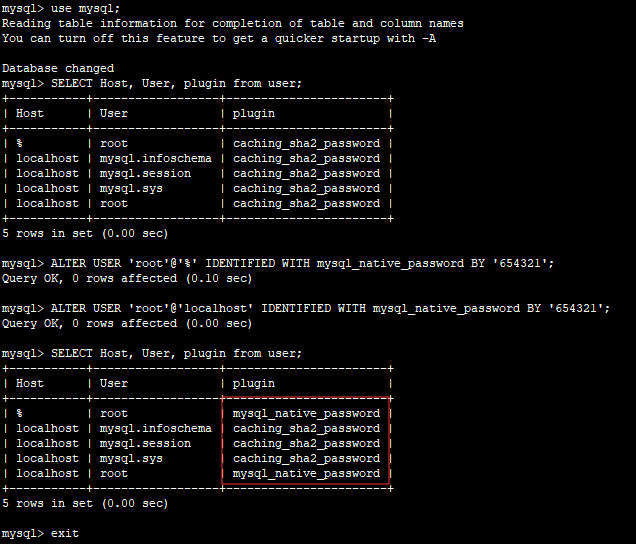 mysql> use mysql;
Reading table information for completion of table and column names
You can turn off this feature to get a quicker startup with -A
Database changed
mysql> SELECT Host, User, plugin from user;
+-----------+------------------+-----------------------+
| Host      | User             | plugin                |
+-----------+------------------+-----------------------+
| %         | root             | caching_sha2_password |
| localhost | mysql.infoschema | caching_sha2_password |
| localhost | mysql.session    | caching_sha2_password |
| localhost | mysql.sys        | caching_sha2_password |
| localhost | root             | caching_sha2_password |
+-----------+------------------+-----------------------+
5 rows in set (0.00 sec)
mysql> ALTER USER 'root'@'%' IDENTIFIED WITH mysql_native_password BY '654321';
Query OK, 0 rows affected (0.10 sec)
mysql> ALTER USER 'root'@'localhost' IDENTIFIED WITH mysql_native_password BY '654321';
Query OK, 0 rows affected (0.00 sec)
mysql> SELECT Host, User, plugin from user;
+-----------+------------------+-----------------------+
| Host      | User             | plugin                |
+-----------+------------------+-----------------------+
| %         | root             | mysql_native_password |
| localhost | mysql.infoschema | caching_sha2_password |
| localhost | mysql.session    | caching_sha2_password |
| localhost | mysql.sys        | caching_sha2_password |
| localhost | root             | mysql_native_password |
+-----------+------------------+-----------------------+
5 rows in set (0.00 sec)
mysql> exit